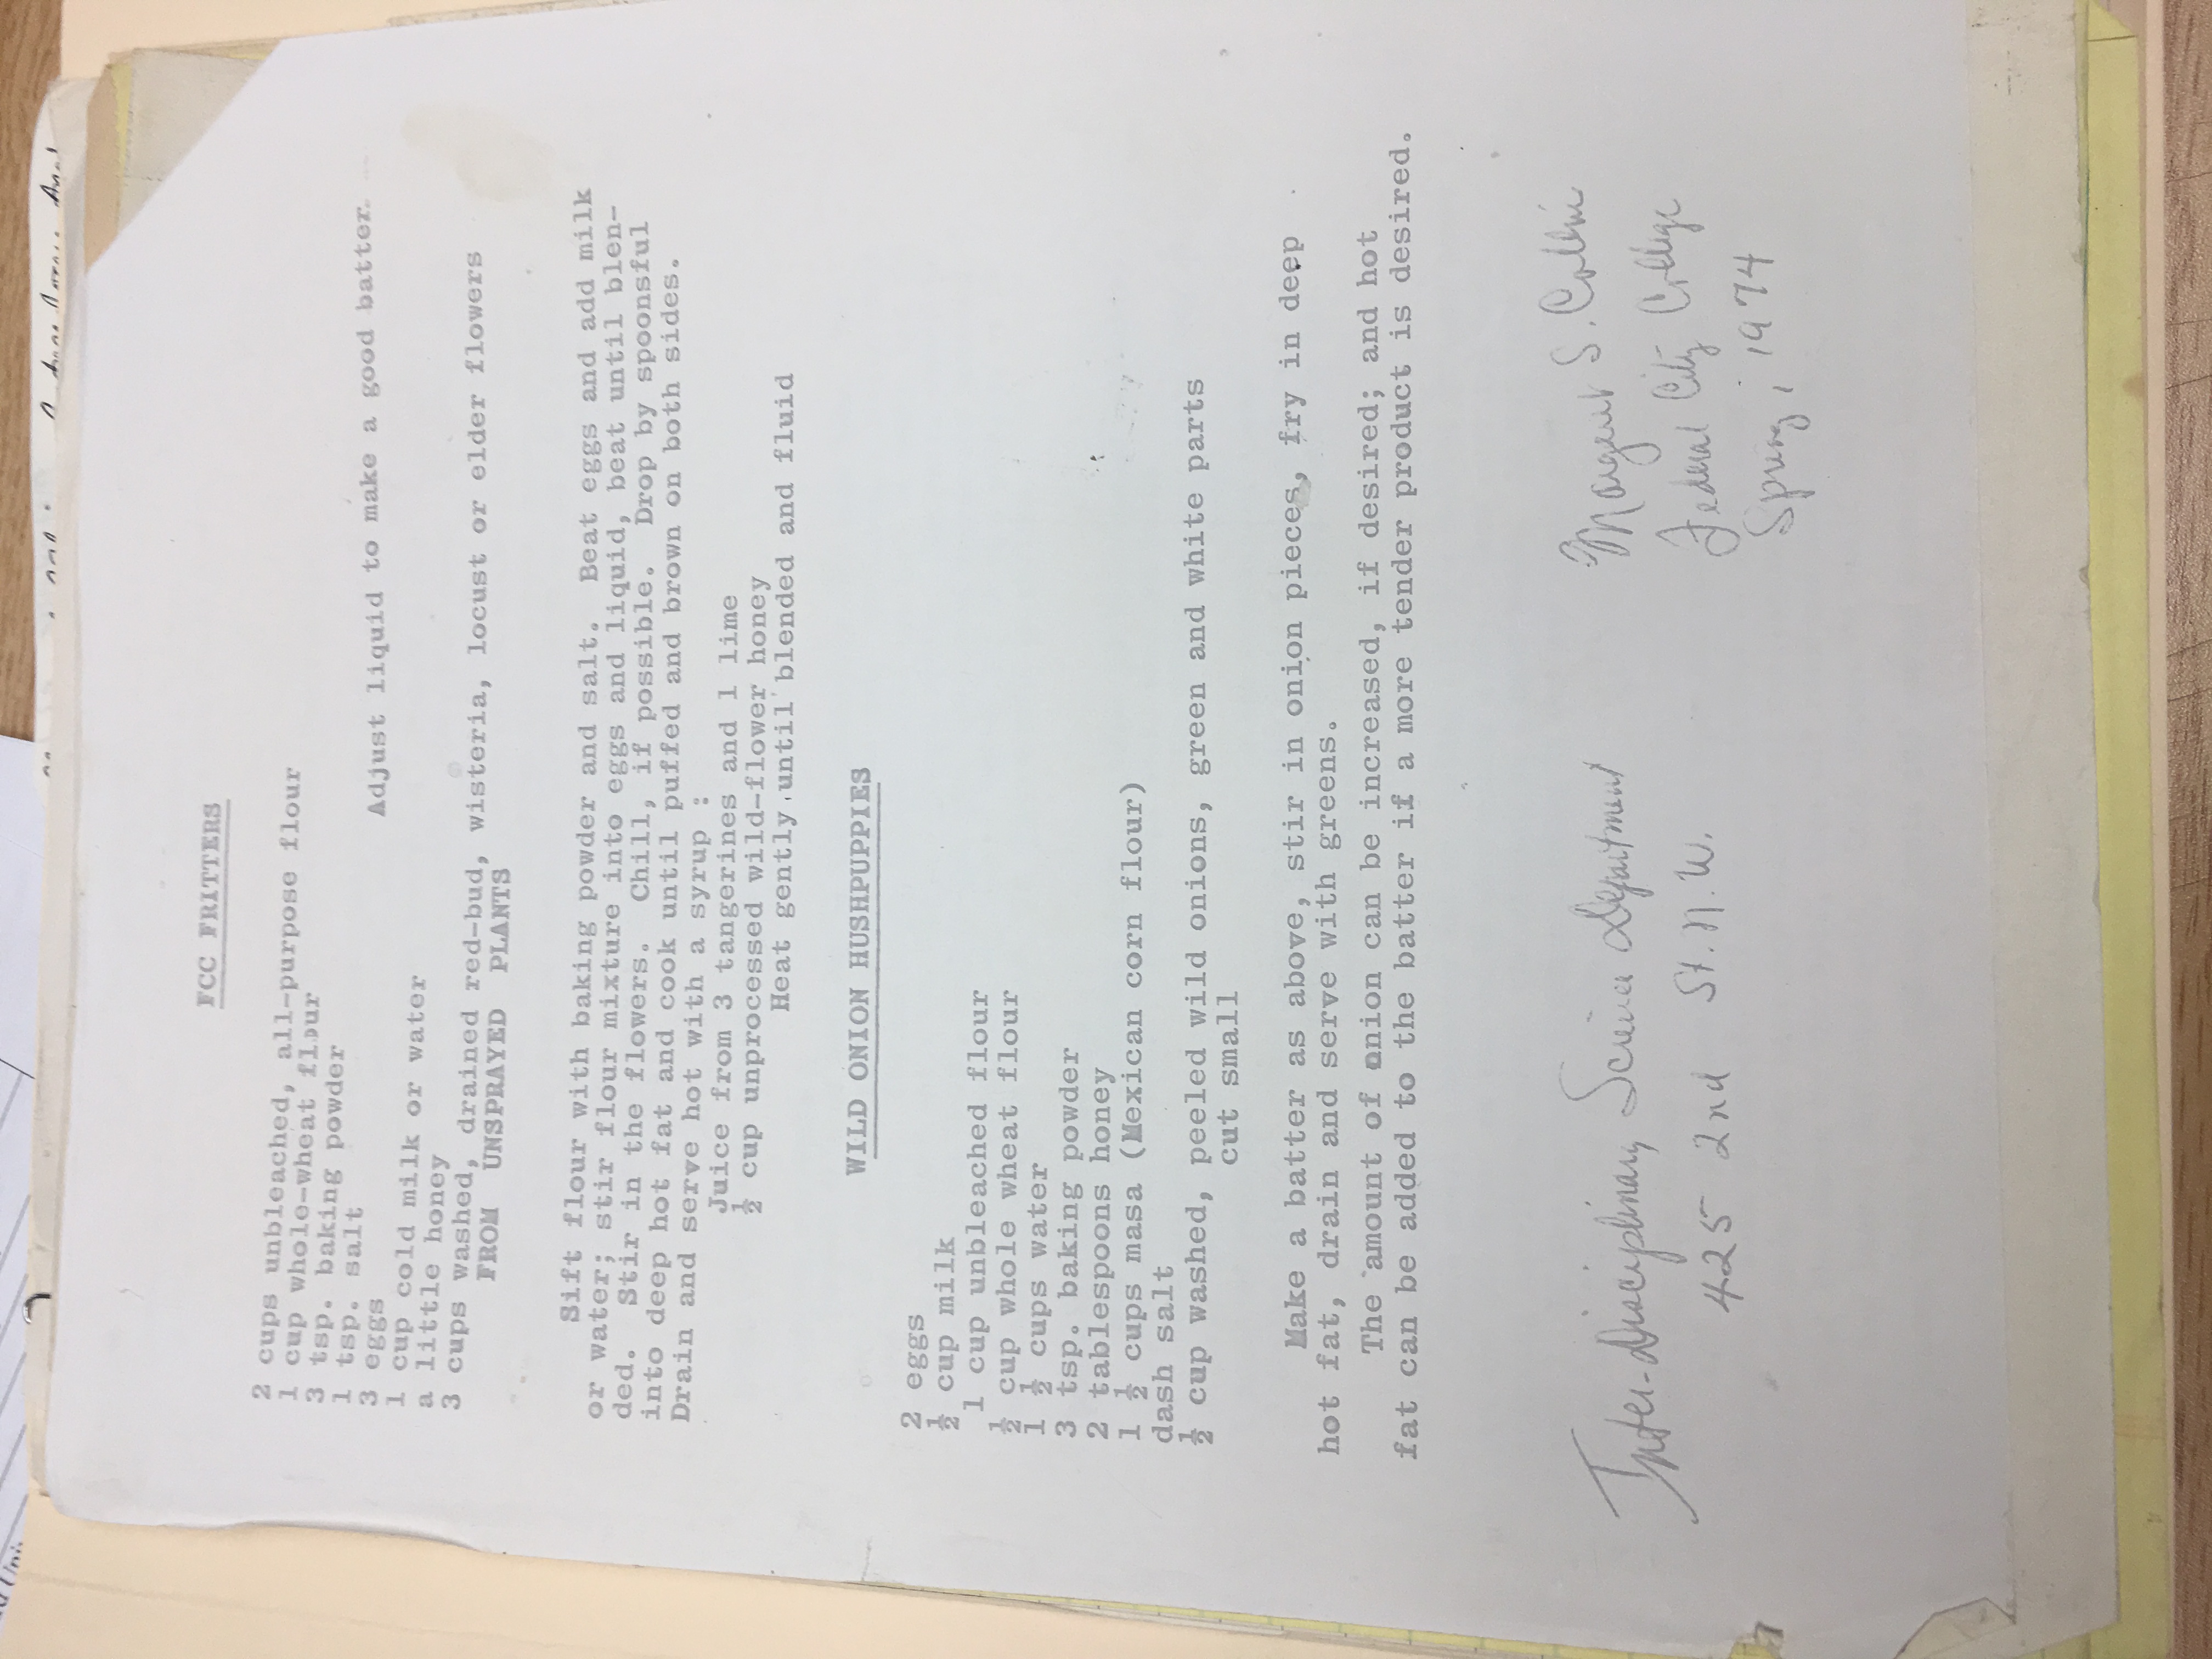 FCC FRITTERS
2 cups unbleached, all-purpose flour
1 cup whole-wheat flour
3 tsp. baking powder
1 tsp. salt
3 eggs
Adjust liquid to make a good batter.
1 cup cold milk or water
a little honey
3 cups washed, drained red-bud, wisteria, locust or elder flowers
FROM UNSPRAYED PLANTS
Sift flour with baking powder and salt. Beat eggs and add milk
or water; stir flour mixture into eggs and liquid, beat until blen-
ded. Stir in the flowers. Chill, if possible. Drop by spoonsful
into deep hot fat and cook until puffed and brown on both sides.
Drain and serve hot with a syrup :
Juice from 3 tangerines and 1 lime
½ cup unprocessed wild-flower honey
Heat gently until blended and fluid
WILD ONION HUSHPUPPIES
2 eggs
½ cup milk
1 cup unbleached flour
½ cup whole wheat flour
1 ½ cups water
3 tsp. baking powder
2 tablespoons honey
1 ½ cups masa (Mexican corn flour)
dash salt
½ cup washed, peeled wild onions, green and white parts
cut small
Make a batter as above, stir in onion pieces, fry in deep
hot fat, drain and serve with greens.
The amount of onion can be increased, if desired; and hot
fat can be added to the batter if a more tender product is desired.
Inter-Disciplinary Science Department
425 2nd St. N.W.
Margaret S. Collins
Federal City College
Spring, 1974